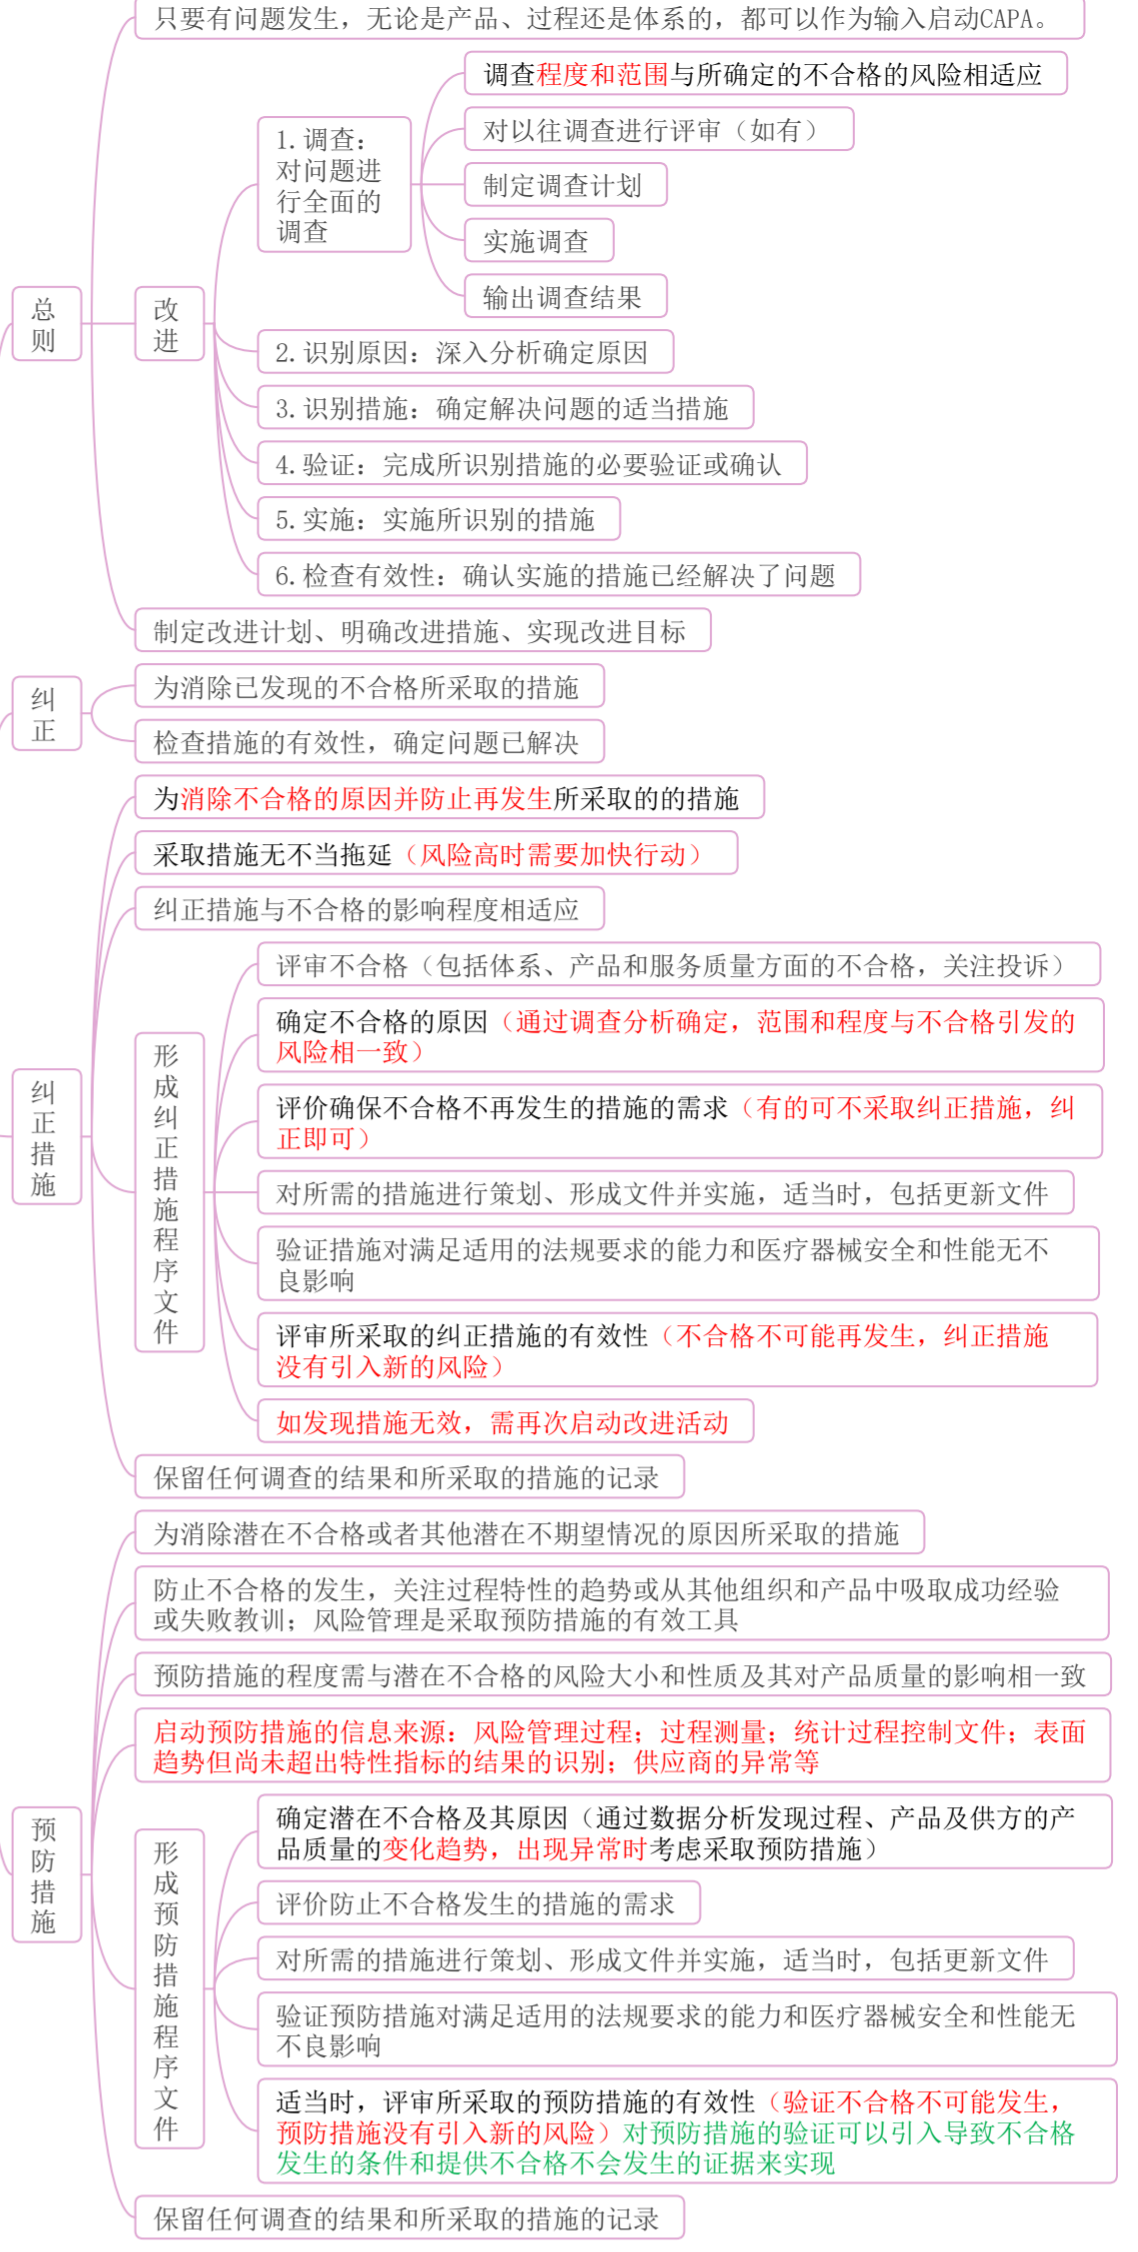 只要有问题发生，无论是产品、过程还是体系的，都可以作为输入启动CAPA。
调查程度和范围与所确定的不合格的风险相适应
1.调查：
对问题进
行全面的
调查
对以往调查进行评审（如有）
制定调查计划
实施调查
输出调查结果
总
则
改
进
2.识别原因：深入分析确定原因
3.识别措施：确定解决问题的适当措施
4.验证：完成所识别措施的必要验证或确认
5.实施：实施所识别的措施
6.检查有效性：确认实施的措施已经解决了问题
制定改进计划、明确改进措施、实现改进目标
纠
正
为消除已发现的不合格所采取的措施
检查措施的有效性，确定问题已解决
为消除不合格的原因并防止再发生所采取的的措施
采取措施无不当拖延（风险高时需要加快行动）
纠正措施与不合格的影响程度相适应
纠
正
措
施
形
成
纠
正
措
施
程
序
文
件
评审不合格（包括体系、产品和服务质量方面的不合格，关注投诉）
确定不合格的原因（通过调查分析确定，范围和程度与不合格引发的
风险相一致）
评价确保不合格不再发生的措施的需求（有的可不采取纠正措施，纠
正即可）
对所需的措施进行策划、形成文件并实施，适当时，包括更新文件
验证措施对满足适用的法规要求的能力和医疗器械安全和性能无不
良影响
评审所采取的纠正措施的有效性（不合格不可能再发生，纠正措施
没有引入新的风险）
如发现措施无效，需再次启动改进活动
保留任何调查的结果和所采取的措施的记录
为消除潜在不合格或者其他潜在不期望情况的原因所采取的措施
防止不合格的发生，关注过程特性的趋势或从其他组织和产品中吸取成功经验
或失败教训；风险管理是采取预防措施的有效工具
预防措施的程度需与潜在不合格的风险大小和性质及其对产品质量的影响相一致
启动预防措施的信息来源：风险管理过程；过程测量；统计过程控制文件；表面
趋势但尚未超出特性指标的结果的识别；供应商的异常等
预
防
措
施
形
成
预
防
措
施
程
序
文
件
确定潜在不合格及其原因（通过数据分析发现过程、产品及供方的产
品质量的变化趋势，出现异常时考虑采取预防措施）
评价防止不合格发生的措施的需求
对所需的措施进行策划、形成文件并实施，适当时，包括更新文件
验证预防措施对满足适用的法规要求的能力和医疗器械安全和性能无
不良影响
适当时，评审所采取的预防措施的有效性（验证不合格不可能发生，
预防措施没有引入新的风险）对预防措施的验证可以引入导致不合格
发生的条件和提供不合格不会发生的证据来实现
保留任何调查的结果和所采取的措施的记录